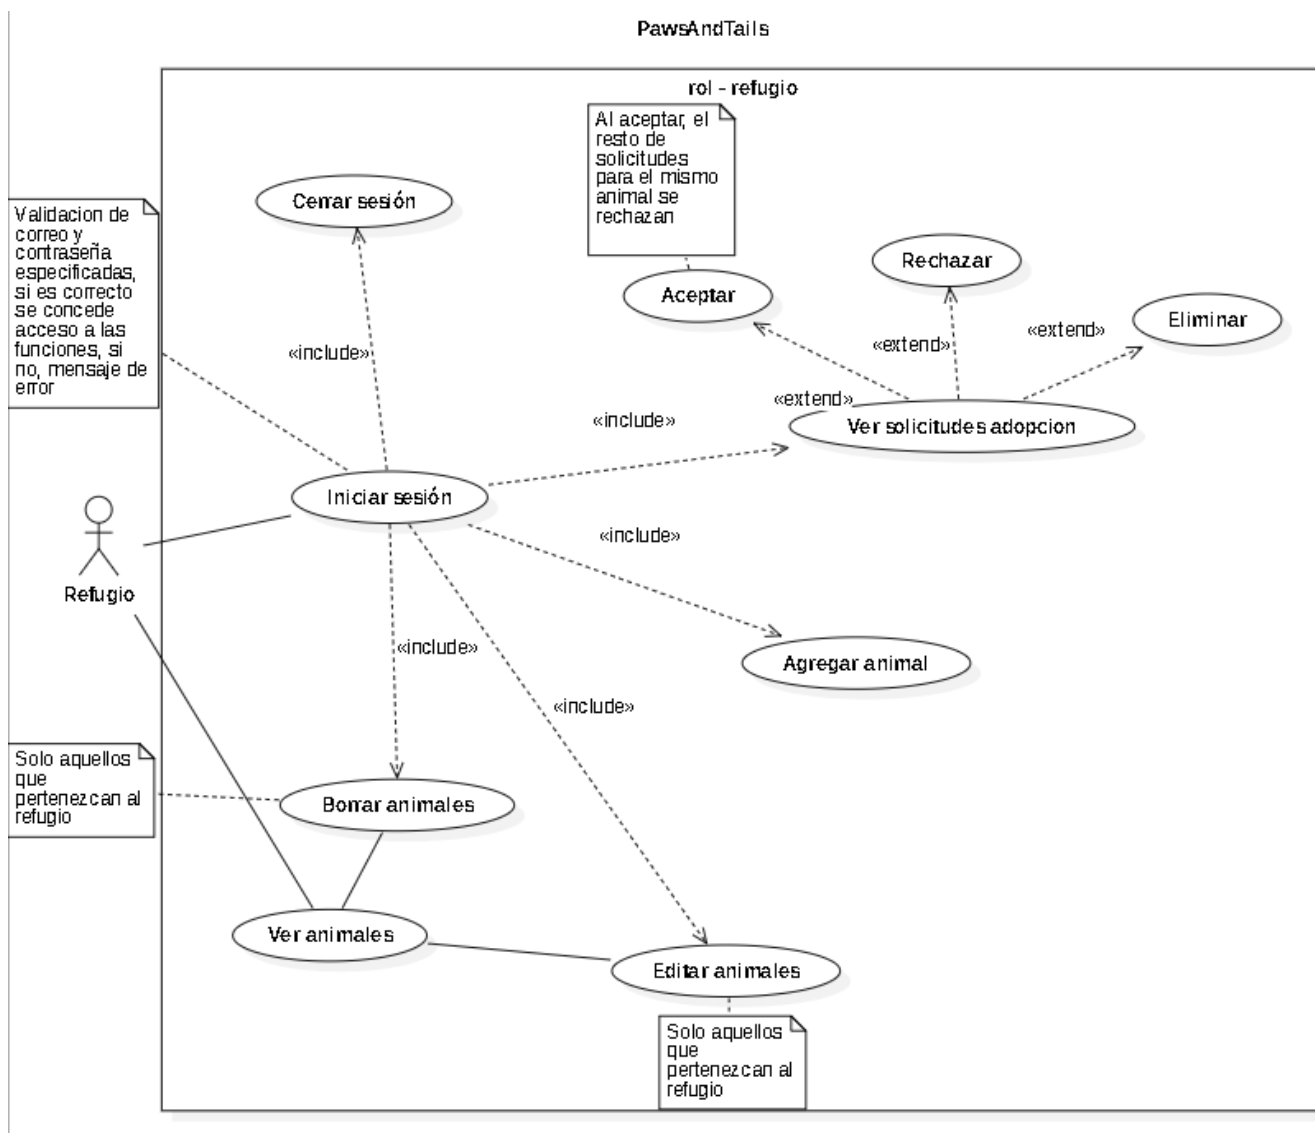 PawsAndTails
rol - refugio
Al aceptar, el
resto de
solicitudes
para el mismo
animal se
rechazan
Cerrar sesión
Validacion de
correo y
contraseña
especificadas,
si es correcto
se concede
acceso a las
funciones, si
no, mensaje de
error
Rechazar
Aceptar
Eliminar
«include»
«extend»
«extend»
«extend»
«include»
Ver solicitudes adopcion
Iniciar sesión
«include»
Refugio
«include»
Agregar animal
«include»
Solo aquellos
que
pertenezcan al
refugio
Borrar animales
Ver animales
Editar animales
Solo aquellos
que
pertenezcan al
refugio